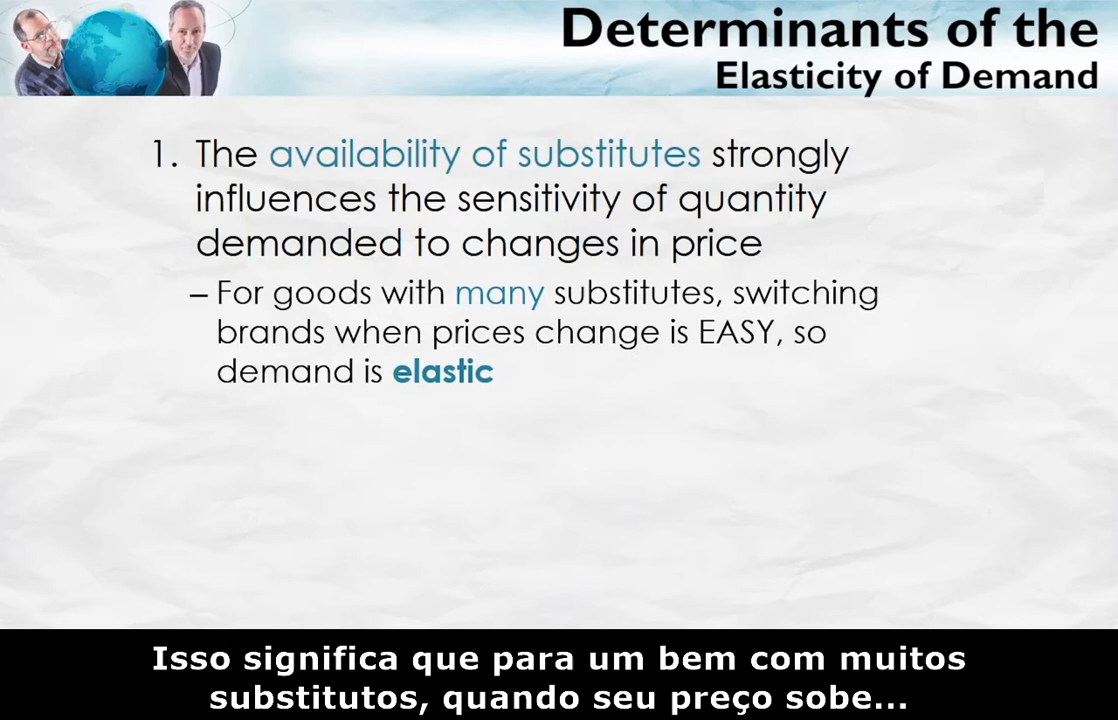 Determinants of the
Elasticity of Demand
1. The availability of substitutes strongly
influences the sensitivity of quantity
demanded to changes in price
– For goods with many substitutes, switching
brands when prices change is EASY, so
demand is elastic
Isso significa que para um bem com muitos
substitutos, quando seu preço sobe...